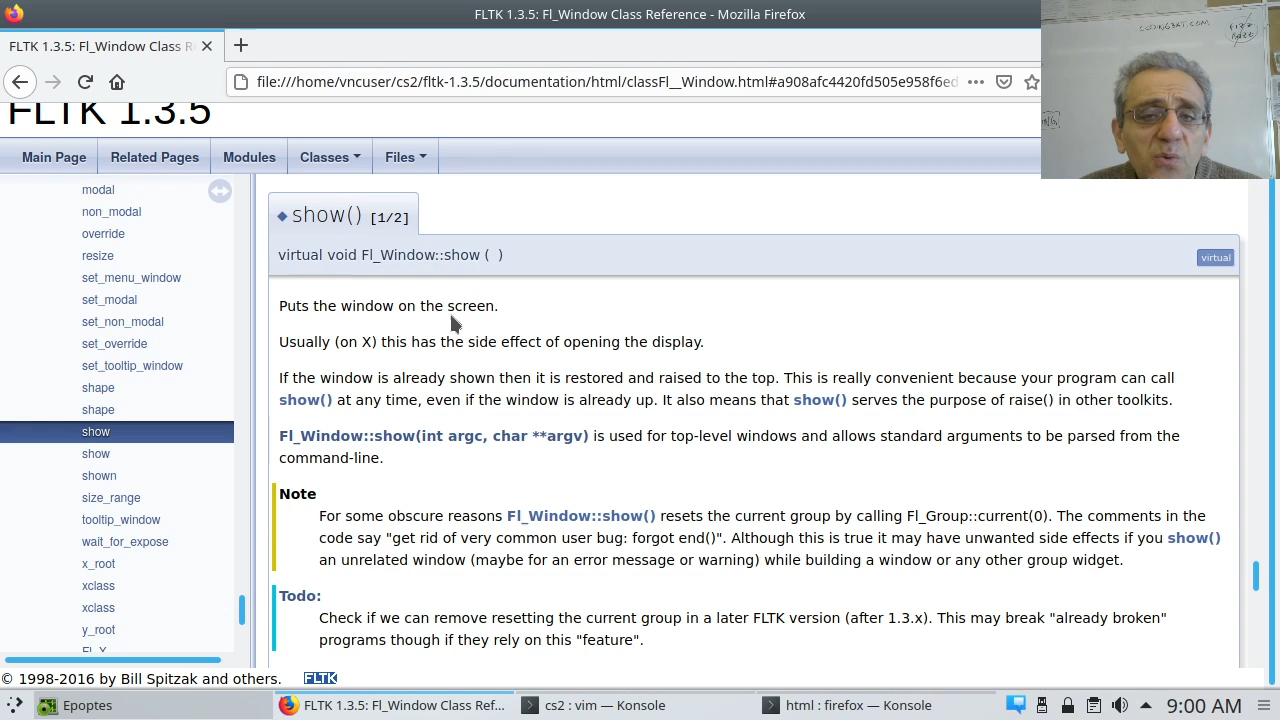 FLTK 1.3.5: Fl_Window Class Reference - Mozilla Firefox
FLTK 1.3.5: Fl_Window Class R
file:///home/vncuser/cs2/fltk-1.3.5/documentation/html/classFl__Window.html#a908afc4420fd505e958f6ed
CODINGBAT.COM
FIZZ
BUZZ
FLTK 1.3.5
Main Page
Related Pages
Modules
Classes
Files
modal
non_modal
override
resize
set_menu_window
set_modal
set_non_modal
set_override
set_tooltip_window
shape
shape
show
show
shown
size_range
tooltip_window
wait_for_expose
x_root
xclass
xclass
y_root
Fl_X
show() [1/2]
virtual void Fl_Window::show ( )
virtual
Puts the window on the screen.
Usually (on X) this has the side effect of opening the display.
If the window is already shown then it is restored and raised to the top. This is really convenient because your program can call
show() at any time, even if the window is already up. It also means that show() serves the purpose of raise() in other toolkits.
Fl_Window::show(int argc, char **argv) is used for top-level windows and allows standard arguments to be parsed from the
command-line.
Note
For some obscure reasons Fl_Window::show() resets the current group by calling Fl_Group::current(0). The comments in the
code say "get rid of very common user bug: forgot end()". Although this is true it may have unwanted side effects if you show()
an unrelated window (maybe for an error message or warning) while building a window or any other group widget.
Todo:
Check if we can remove resetting the current group in a later FLTK version (after 1.3.x). This may break "already broken"
programs though if they rely on this "feature".
© 1998-2016 by Bill Spitzak and others.
FLTK
Epoptes
FLTK 1.3.5: Fl_Window Class Ref...
cs2 : vim — Konsole
html : firefox — Konsole
9:00 AM